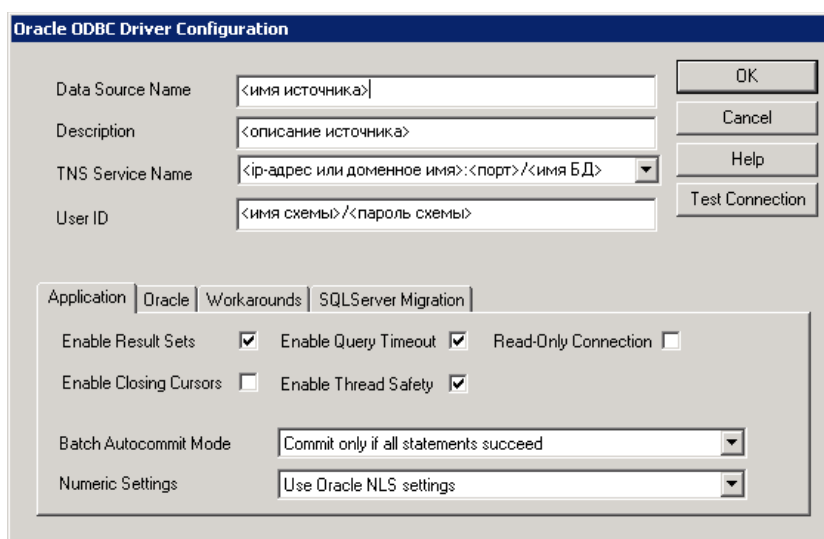 Oracle ODBC Driver Configuration
Data Source Name <имя источника>
OK
Description <описание источника>
Cancel
TNS Service Name <ip-адрес или доменное имя>:<порт>/<имя БД>
Help
User ID <имя схемы>/<пароль схемы>
Test Connection
Application Oracle Workarounds SQLServer Migration
Enable Result Sets Enable Query Timeout Read-Only Connection
Enable Closing Cursors Enable Thread Safety
Batch Autocommit Mode Commit only if all statements succeed
Numeric Settings Use Oracle NLS settings